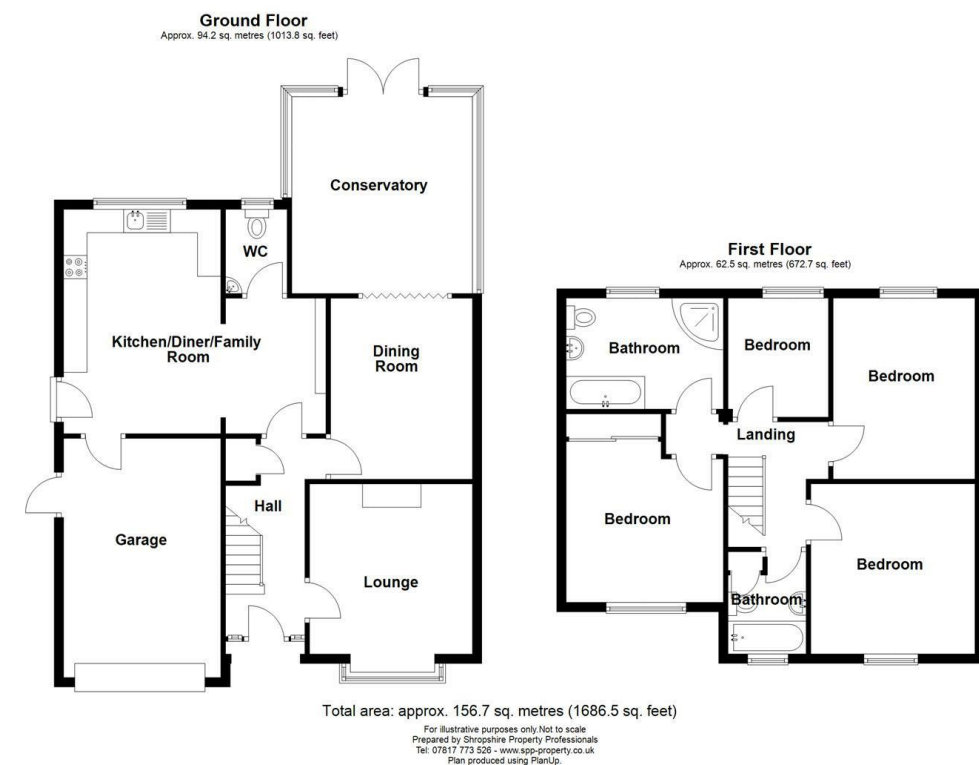 Ground Floor
Approx. 94.2 sq. metres (1013.8 sq. feet)
Conservatory
WC
Kitchen/Diner/Family
Room
Dining
Room
Hall
Garage
Lounge
First Floor
Approx. 62.5 sq. metres (672.7 sq. feet)
Bathroom
Bedroom
Bedroom
Landing
Bedroom
Bedroom
Bathroom
Total area: approx. 156.7 sq. metres (1686.5 sq. feet)
For illustrative purposes only.Not to scale
Prepared by Shropshire Property Professionals
Tel: 07817 773 526 - www.spp-property.co.uk
Plan produced using PlanUp.